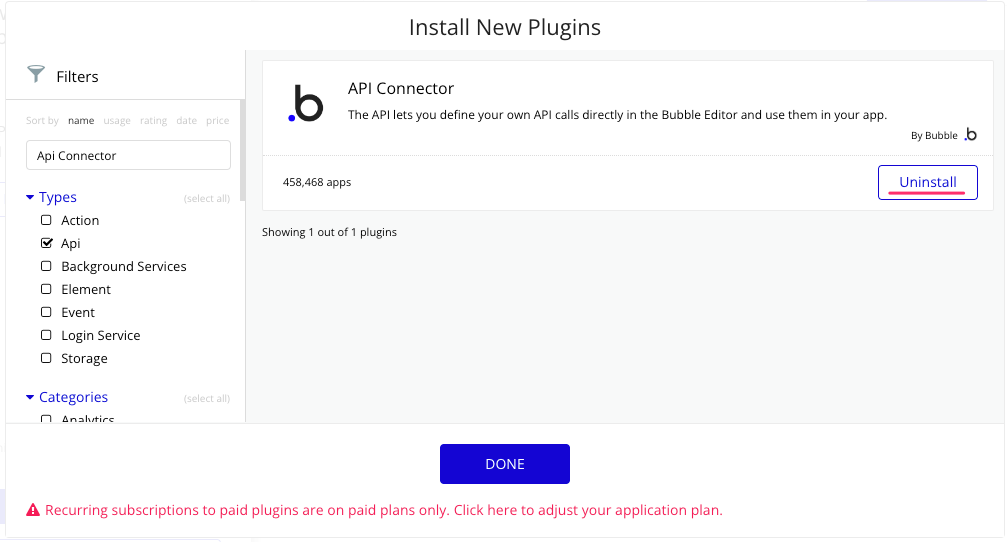 Install New Plugins
Filters
Sort by name usage rating date price
Api Connector
Types (select all)
Action
Api
Background Services
Element
Event
Login Service
Storage
Categories (select all)
Analytics
b
API Connector
The API lets you define your own API calls directly in the Bubble Editor and use them in your app.
By Bubble b
458,468 apps
Uninstall
Showing 1 out of 1 plugins
DONE
Recurring subscriptions to paid plugins are on paid plans only. Click here to adjust your application plan.